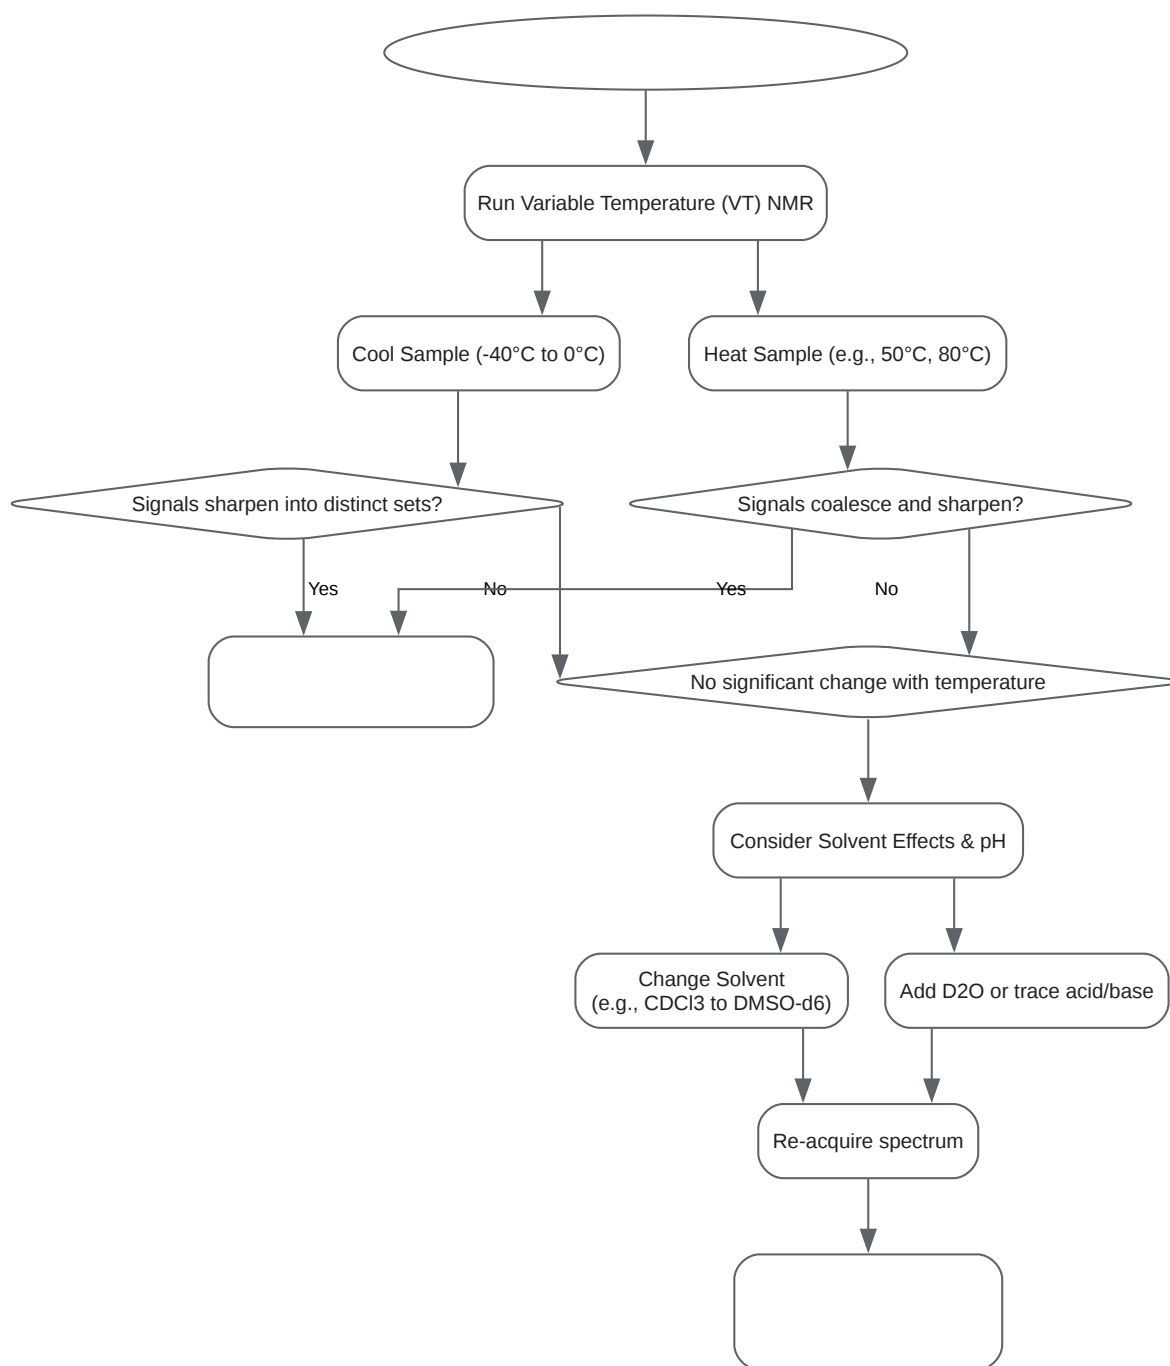 Run Variable Temperature (VT) NMR
Cool Sample (-40°C to 0°C)
Heat Sample (e.g., 50°C, 80°C)
Signals sharpen into distinct sets?
Signals coalesce and sharpen?
Yes
No
Yes
No
No significant change with temperature
Consider Solvent Effects & pH
Change Solvent
(e.g., CDCl3 to DMSO-d6)
Add D2O or trace acid/base
Re-acquire spectrum